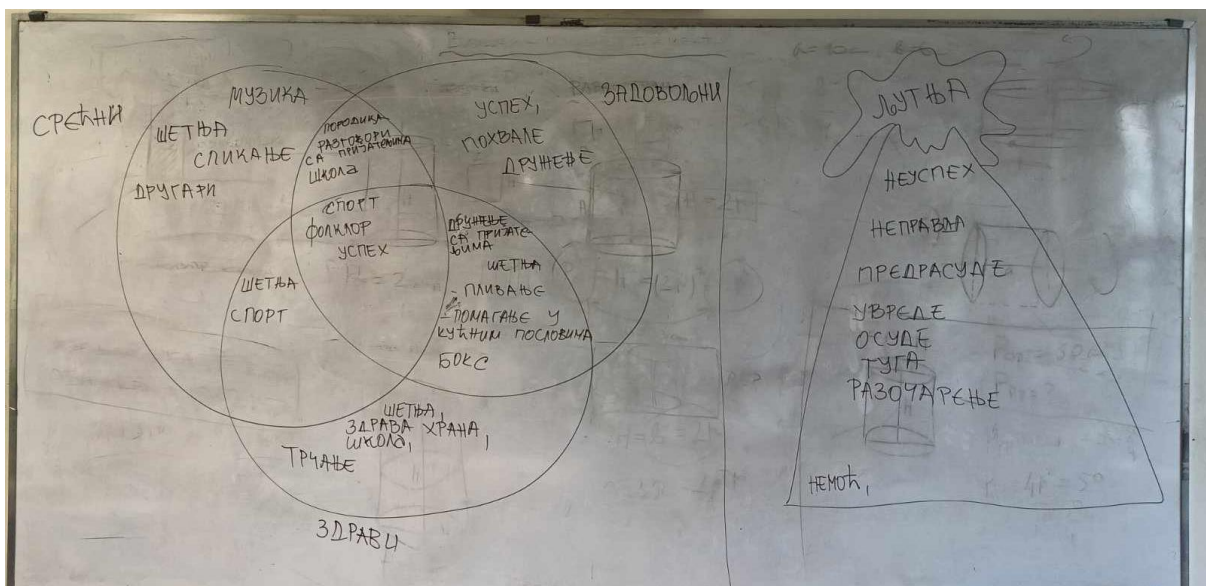 СРЕЋНИ
МУЗИКА
ШЕТЊА
СЛИКАЊЕ
ДРУГАРИ
ПОРОДИКА
РАЗГОВОРИ
СА ПРИЈАТЕЉИМА
ШКОЛА
УСПЕХ,
ПОХВАЛЕ
ДРУЖЕЊЕ
ЗАДОВОЉНИ
СПОРТ
ФОЛКЛОР
УСПЕХ
ДРУЖЕЊЕ
СА ПРИЈАТЕ
ЉИМА
ШЕТЊА
- ПЛИВАЊЕ
- ПОМАГАЊЕ У
КУЋНИМ ПОСЛОВИМА
БОКС
ШЕТЊА
СПОРТ
ШЕТЊА,
ЗДРАВА ХРАНА,
ШКОЛА,
ТРЧАЊЕ
ЗДРАВИ
ЉУТЊА
НЕУСПЕХ
НЕПРАВДА
ПРЕДРАСУДЕ
УВРЕДЕ
ОСУДЕ
ТУГА
РАЗОЧАРЕЊЕ
НЕМОЋ,